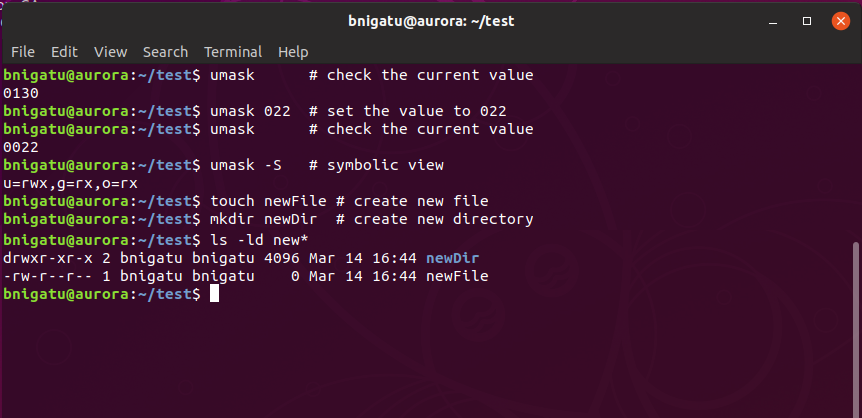 bnigatu@aurora: ~/test
File Edit View Search Terminal Help
bnigatu@aurora:~/test$ umask      # check the current value
0130
bnigatu@aurora:~/test$ umask 022  # set the value to 022
bnigatu@aurora:~/test$ umask      # check the current value
0022
bnigatu@aurora:~/test$ umask -S   # symbolic view
u=rwx,g=rx,o=rx
bnigatu@aurora:~/test$ touch newFile # create new file
bnigatu@aurora:~/test$ mkdir newDir  # create new directory
bnigatu@aurora:~/test$ ls -ld new*
drwxr-xr-x 2 bnigatu bnigatu 4096 Mar 14 16:44 newDir
-rw-r--r-- 1 bnigatu bnigatu    0 Mar 14 16:44 newFile
bnigatu@aurora:~/test$